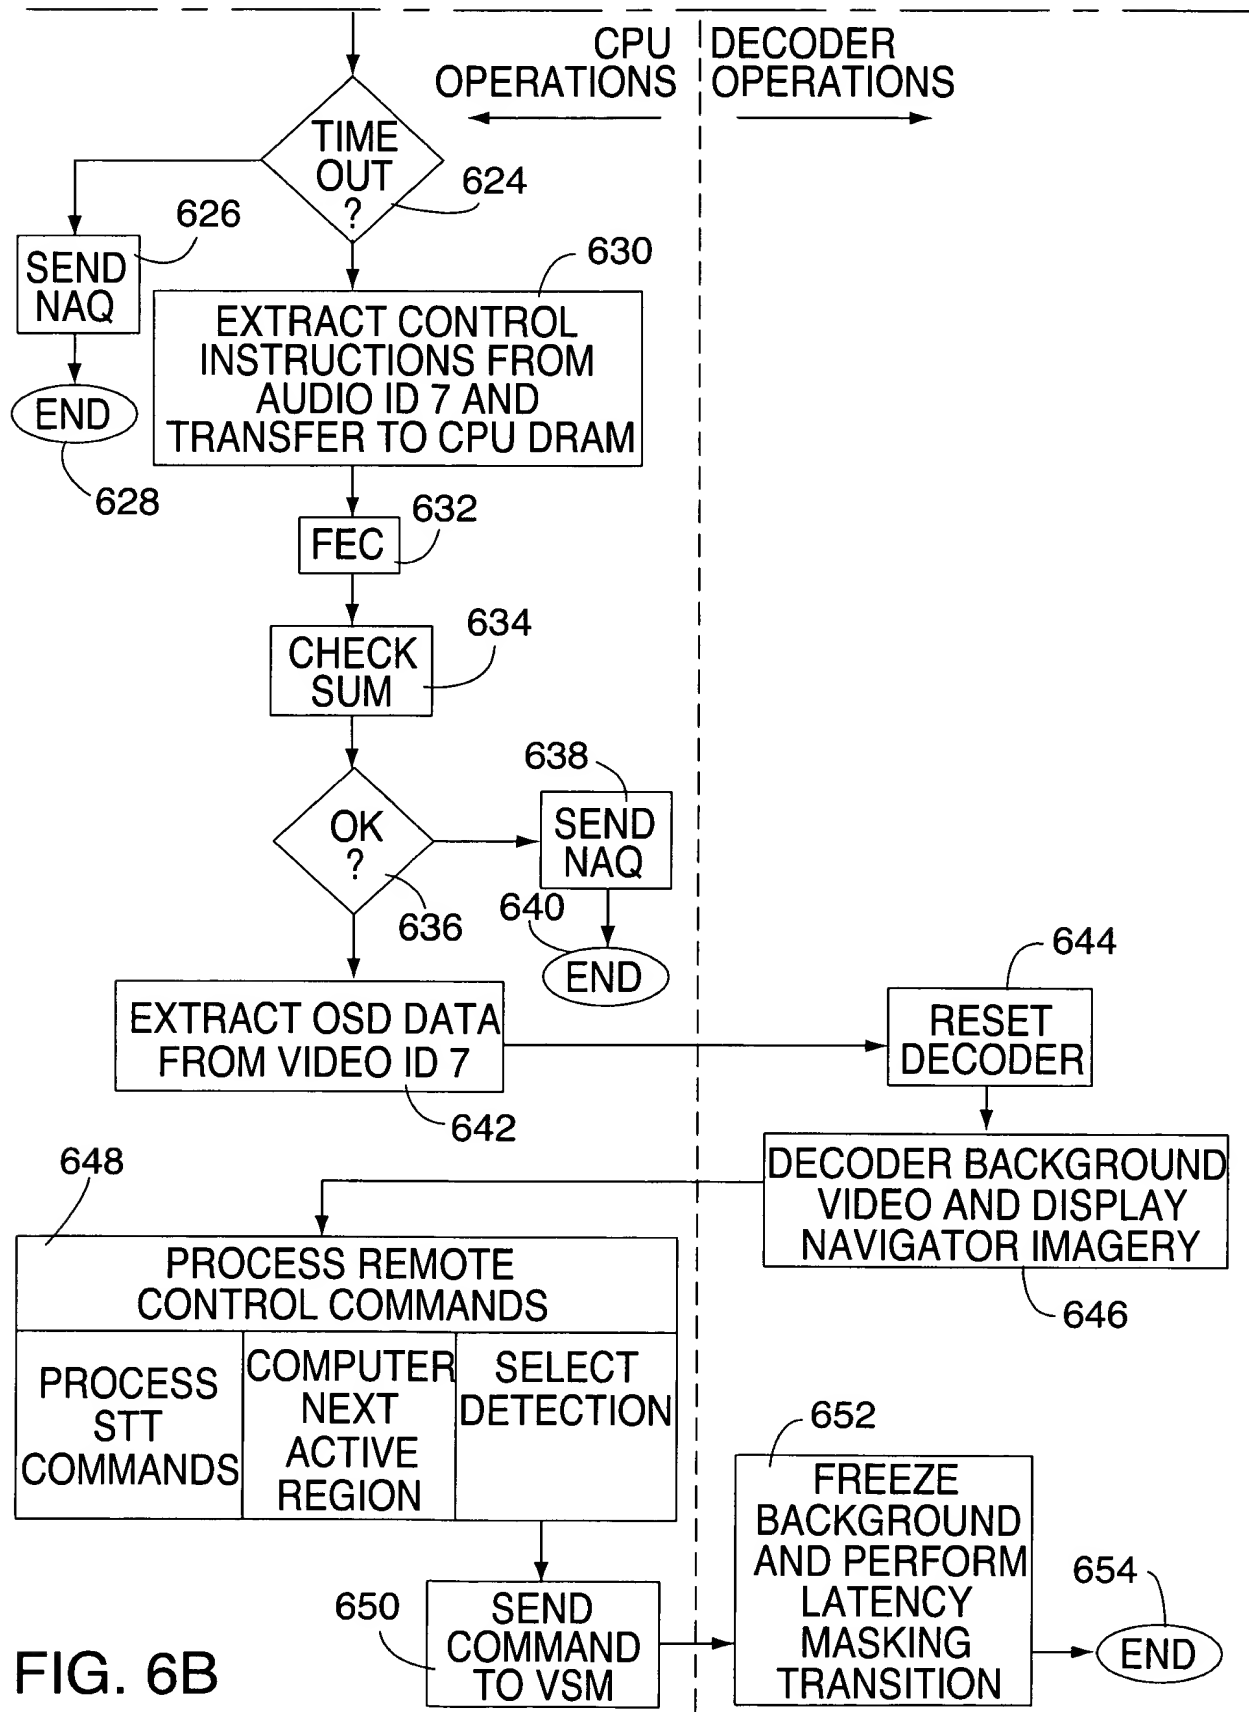 CPU
OPERATIONS
DECODER
OPERATIONS
TIME
OUT
?
624
626
SEND
NAQ
END
628
630
EXTRACT CONTROL
INSTRUCTIONS FROM
AUDIO ID 7 AND
TRANSFER TO CPU DRAM
632
FEC
634
CHECK
SUM
OK
?
636
638
SEND
NAQ
640
END
EXTRACT OSD DATA
FROM VIDEO ID 7
642
644
RESET
DECODER
DECODER BACKGROUND
VIDEO AND DISPLAY
NAVIGATOR IMAGERY
646
648
PROCESS REMOTE
CONTROL COMMANDS
PROCESS
STT
COMMANDS
COMPUTER
NEXT
ACTIVE
REGION
SELECT
DETECTION
650
SEND
COMMAND
TO VSM
652
FREEZE
BACKGROUND
AND PERFORM
LATENCY
MASKING
TRANSITION
654
END
FIG. 6B